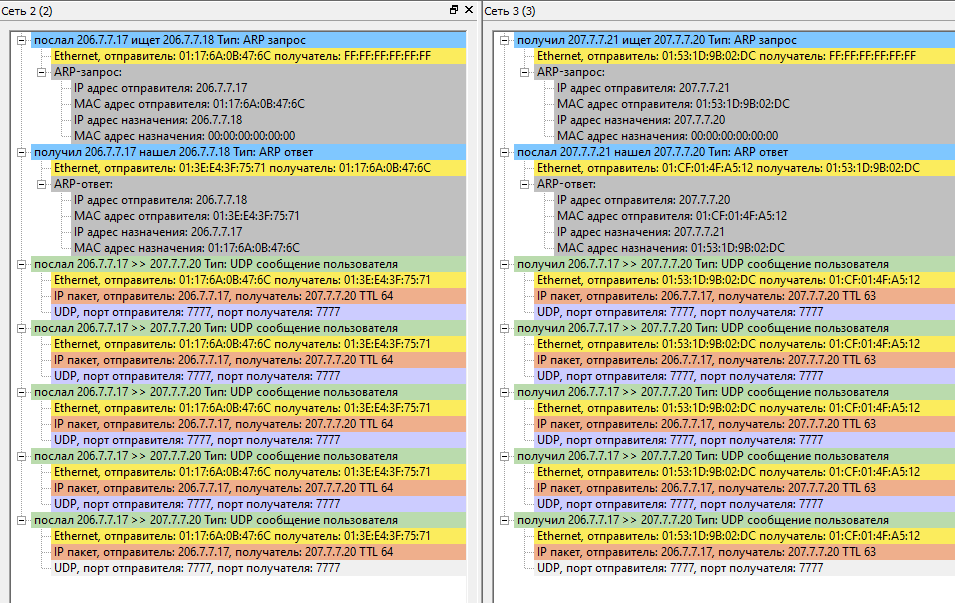 Сеть 2 (2)
послал 206.7.7.17 ищет 206.7.7.18 Тип: ARP запрос
Ethernet, отправитель: 01:17:6A:0B:47:6C получатель: FF:FF:FF:FF:FF:FF
ARP-запрос:
IP адрес отправителя: 206.7.7.17
MAC адрес отправителя: 01:17:6A:0B:47:6C
IP адрес назначения: 206.7.7.18
MAC адрес назначения: 00:00:00:00:00:00
получил 206.7.7.17 нашел 206.7.7.18 Тип: ARP ответ
Ethernet, отправитель: 01:3E:E4:3F:75:71 получатель: 01:17:6A:0B:47:6C
ARP-ответ:
IP адрес отправителя: 206.7.7.18
MAC адрес отправителя: 01:3E:E4:3F:75:71
IP адрес назначения: 206.7.7.17
MAC адрес назначения: 01:17:6A:0B:47:6C
послал 206.7.7.17 >> 207.7.7.20 Тип: UDP сообщение пользователя
Ethernet, отправитель: 01:17:6A:0B:47:6C получатель: 01:3E:E4:3F:75:71
IP пакет, отправитель: 206.7.7.17, получатель: 207.7.7.20 TTL 64
UDP, порт отправителя: 7777, порт получателя: 7777
послал 206.7.7.17 >> 207.7.7.20 Тип: UDP сообщение пользователя
Ethernet, отправитель: 01:17:6A:0B:47:6C получатель: 01:3E:E4:3F:75:71
IP пакет, отправитель: 206.7.7.17, получатель: 207.7.7.20 TTL 64
UDP, порт отправителя: 7777, порт получателя: 7777
послал 206.7.7.17 >> 207.7.7.20 Тип: UDP сообщение пользователя
Ethernet, отправитель: 01:17:6A:0B:47:6C получатель: 01:3E:E4:3F:75:71
IP пакет, отправитель: 206.7.7.17, получатель: 207.7.7.20 TTL 64
UDP, порт отправителя: 7777, порт получателя: 7777
послал 206.7.7.17 >> 207.7.7.20 Тип: UDP сообщение пользователя
Ethernet, отправитель: 01:17:6A:0B:47:6C получатель: 01:3E:E4:3F:75:71
IP пакет, отправитель: 206.7.7.17, получатель: 207.7.7.20 TTL 64
UDP, порт отправителя: 7777, порт получателя: 7777
послал 206.7.7.17 >> 207.7.7.20 Тип: UDP сообщение пользователя
Ethernet, отправитель: 01:17:6A:0B:47:6C получатель: 01:3E:E4:3F:75:71
IP пакет, отправитель: 206.7.7.17, получатель: 207.7.7.20 TTL 64
UDP, порт отправителя: 7777, порт получателя: 7777
Сеть 3 (3)
получил 207.7.7.21 ищет 207.7.7.20 Тип: ARP запрос
Ethernet, отправитель: 01:53:1D:9B:02:DC получатель: FF:FF:FF:FF:FF:FF
ARP-запрос:
IP адрес отправителя: 207.7.7.21
MAC адрес отправителя: 01:53:1D:9B:02:DC
IP адрес назначения: 207.7.7.20
MAC адрес назначения: 00:00:00:00:00:00
послал 207.7.7.21 нашел 207.7.7.20 Тип: ARP ответ
Ethernet, отправитель: 01:CF:01:4F:A5:12 получатель: 01:53:1D:9B:02:DC
ARP-ответ:
IP адрес отправителя: 207.7.7.20
MAC адрес отправителя: 01:CF:01:4F:A5:12
IP адрес назначения: 207.7.7.21
MAC адрес назначения: 01:53:1D:9B:02:DC
получил 206.7.7.17 >> 207.7.7.20 Тип: UDP сообщение пользователя
Ethernet, отправитель: 01:53:1D:9B:02:DC получатель: 01:CF:01:4F:A5:12
IP пакет, отправитель: 206.7.7.17, получатель: 207.7.7.20 TTL 63
UDP, порт отправителя: 7777, порт получателя: 7777
получил 206.7.7.17 >> 207.7.7.20 Тип: UDP сообщение пользователя
Ethernet, отправитель: 01:53:1D:9B:02:DC получатель: 01:CF:01:4F:A5:12
IP пакет, отправитель: 206.7.7.17, получатель: 207.7.7.20 TTL 63
UDP, порт отправителя: 7777, порт получателя: 7777
получил 206.7.7.17 >> 207.7.7.20 Тип: UDP сообщение пользователя
Ethernet, отправитель: 01:53:1D:9B:02:DC получатель: 01:CF:01:4F:A5:12
IP пакет, отправитель: 206.7.7.17, получатель: 207.7.7.20 TTL 63
UDP, порт отправителя: 7777, порт получателя: 7777
получил 206.7.7.17 >> 207.7.7.20 Тип: UDP сообщение пользователя
Ethernet, отправитель: 01:53:1D:9B:02:DC получатель: 01:CF:01:4F:A5:12
IP пакет, отправитель: 206.7.7.17, получатель: 207.7.7.20 TTL 63
UDP, порт отправителя: 7777, порт получателя: 7777
получил 206.7.7.17 >> 207.7.7.20 Тип: UDP сообщение пользователя
Ethernet, отправитель: 01:53:1D:9B:02:DC получатель: 01:CF:01:4F:A5:12
IP пакет, отправитель: 206.7.7.17, получатель: 207.7.7.20 TTL 63
UDP, порт отправителя: 7777, порт получателя: 7777